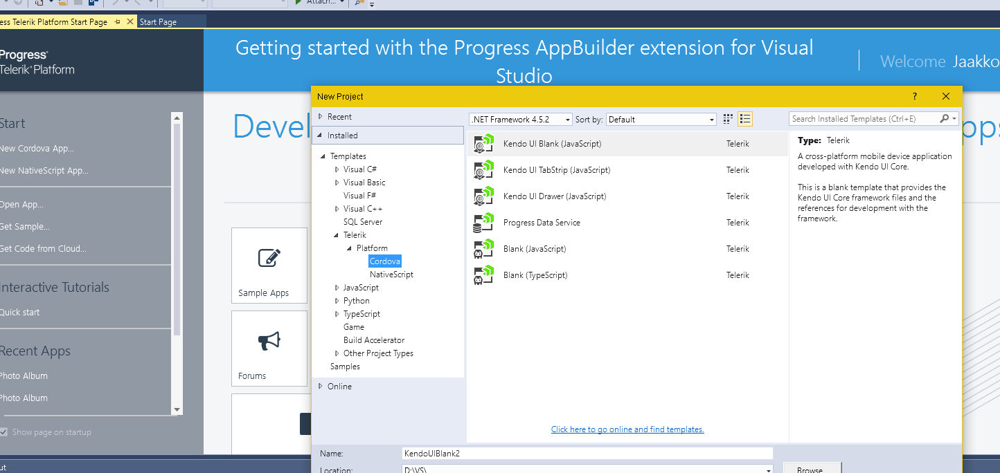 Attach...
ess Telerik Platform Start Page
Start Page
Progress
Telerik Platform
Getting started with the Progress AppBuilder extension for Visual
Studio
Welcome Jaakko
Start
New Cordova App...
New NativeScript App...
Open App...
Get Sample...
Get Code from Cloud...
Interactive Tutorials
Quick start
Recent Apps
Photo Album
Photo Album
Show page on startup
ut
Devel
pps
Sample Apps
Forums
New Project
?
Recent
Installed
Templates
Visual C#
Visual Basic
Visual F#
Visual C++
SQL Server
Telerik
Platform
Cordova
NativeScript
JavaScript
Python
TypeScript
Game
Build Accelerator
Other Project Types
Samples
Online
.NET Framework 4.5.2
Sort by: Default
Kendo UI Blank (JavaScript) Telerik
Kendo UI TabStrip (JavaScript) Telerik
Kendo UI Drawer (JavaScript) Telerik
Progress Data Service Telerik
Blank (JavaScript) Telerik
Blank (TypeScript) Telerik
Click here to go online and find templates.
Search Installed Templates (Ctrl+E)
Type: Telerik
A cross-platform mobile device application
developed with Kendo UI Core.
This is a blank template that provides the
Kendo UI Core framework files and the
references for development with the
framework.
Name: KendoUIBlank2
Location: D:\VS\
Browse